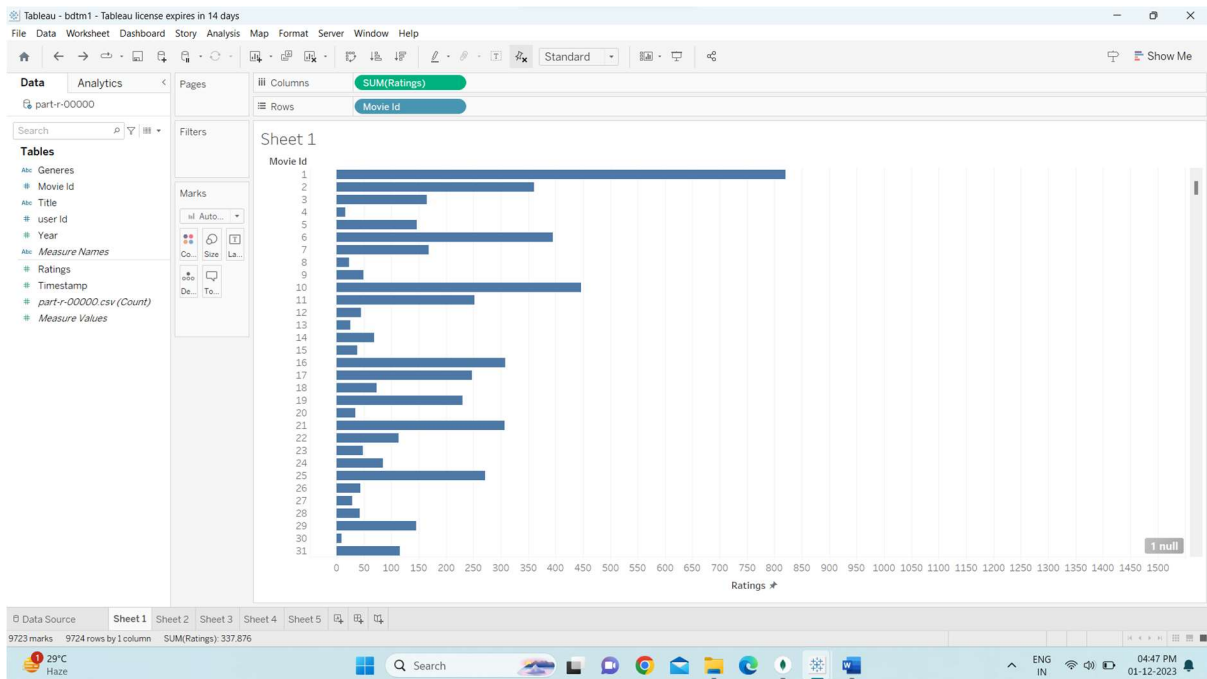 Tableau - bdtm1 - Tableau license expires in 14 days
File Data Worksheet Dashboard Story Analysis Map Format Server Window Help
Standard
Show Me
Data Analytics
part-r-00000
Search
Tables
Abc Generes
# Movie Id
Abc Title
# user Id
# Year
Abc Measure Names
# Ratings
# Timestamp
# part-r-00000.csv (Count)
# Measure Values
Pages
Filters
Marks
Auto...
Co... Size La...
De... To...
iii Columns SUM(Ratings)
Rows Movie Id
Sheet 1
Movie Id
1
2
3
4
5
6
7
8
9
10
11
12
13
14
15
16
17
18
19
20
21
22
23
24
25
26
27
28
29
30
31
1 null
0 50 100 150 200 250 300 350 400 450 500 550 600 650 700 750 800 850 900 950 1000 1050 1100 1150 1200 1250 1300 1350 1400 1450 1500
Ratings
Data Source Sheet 1 Sheet 2 Sheet 3 Sheet 4 Sheet 5
9723 marks 9724 rows by 1 column SUM(Ratings): 337.876
1
29°C
Haze
Search
ENG
IN
04:47 PM
01-12-2023